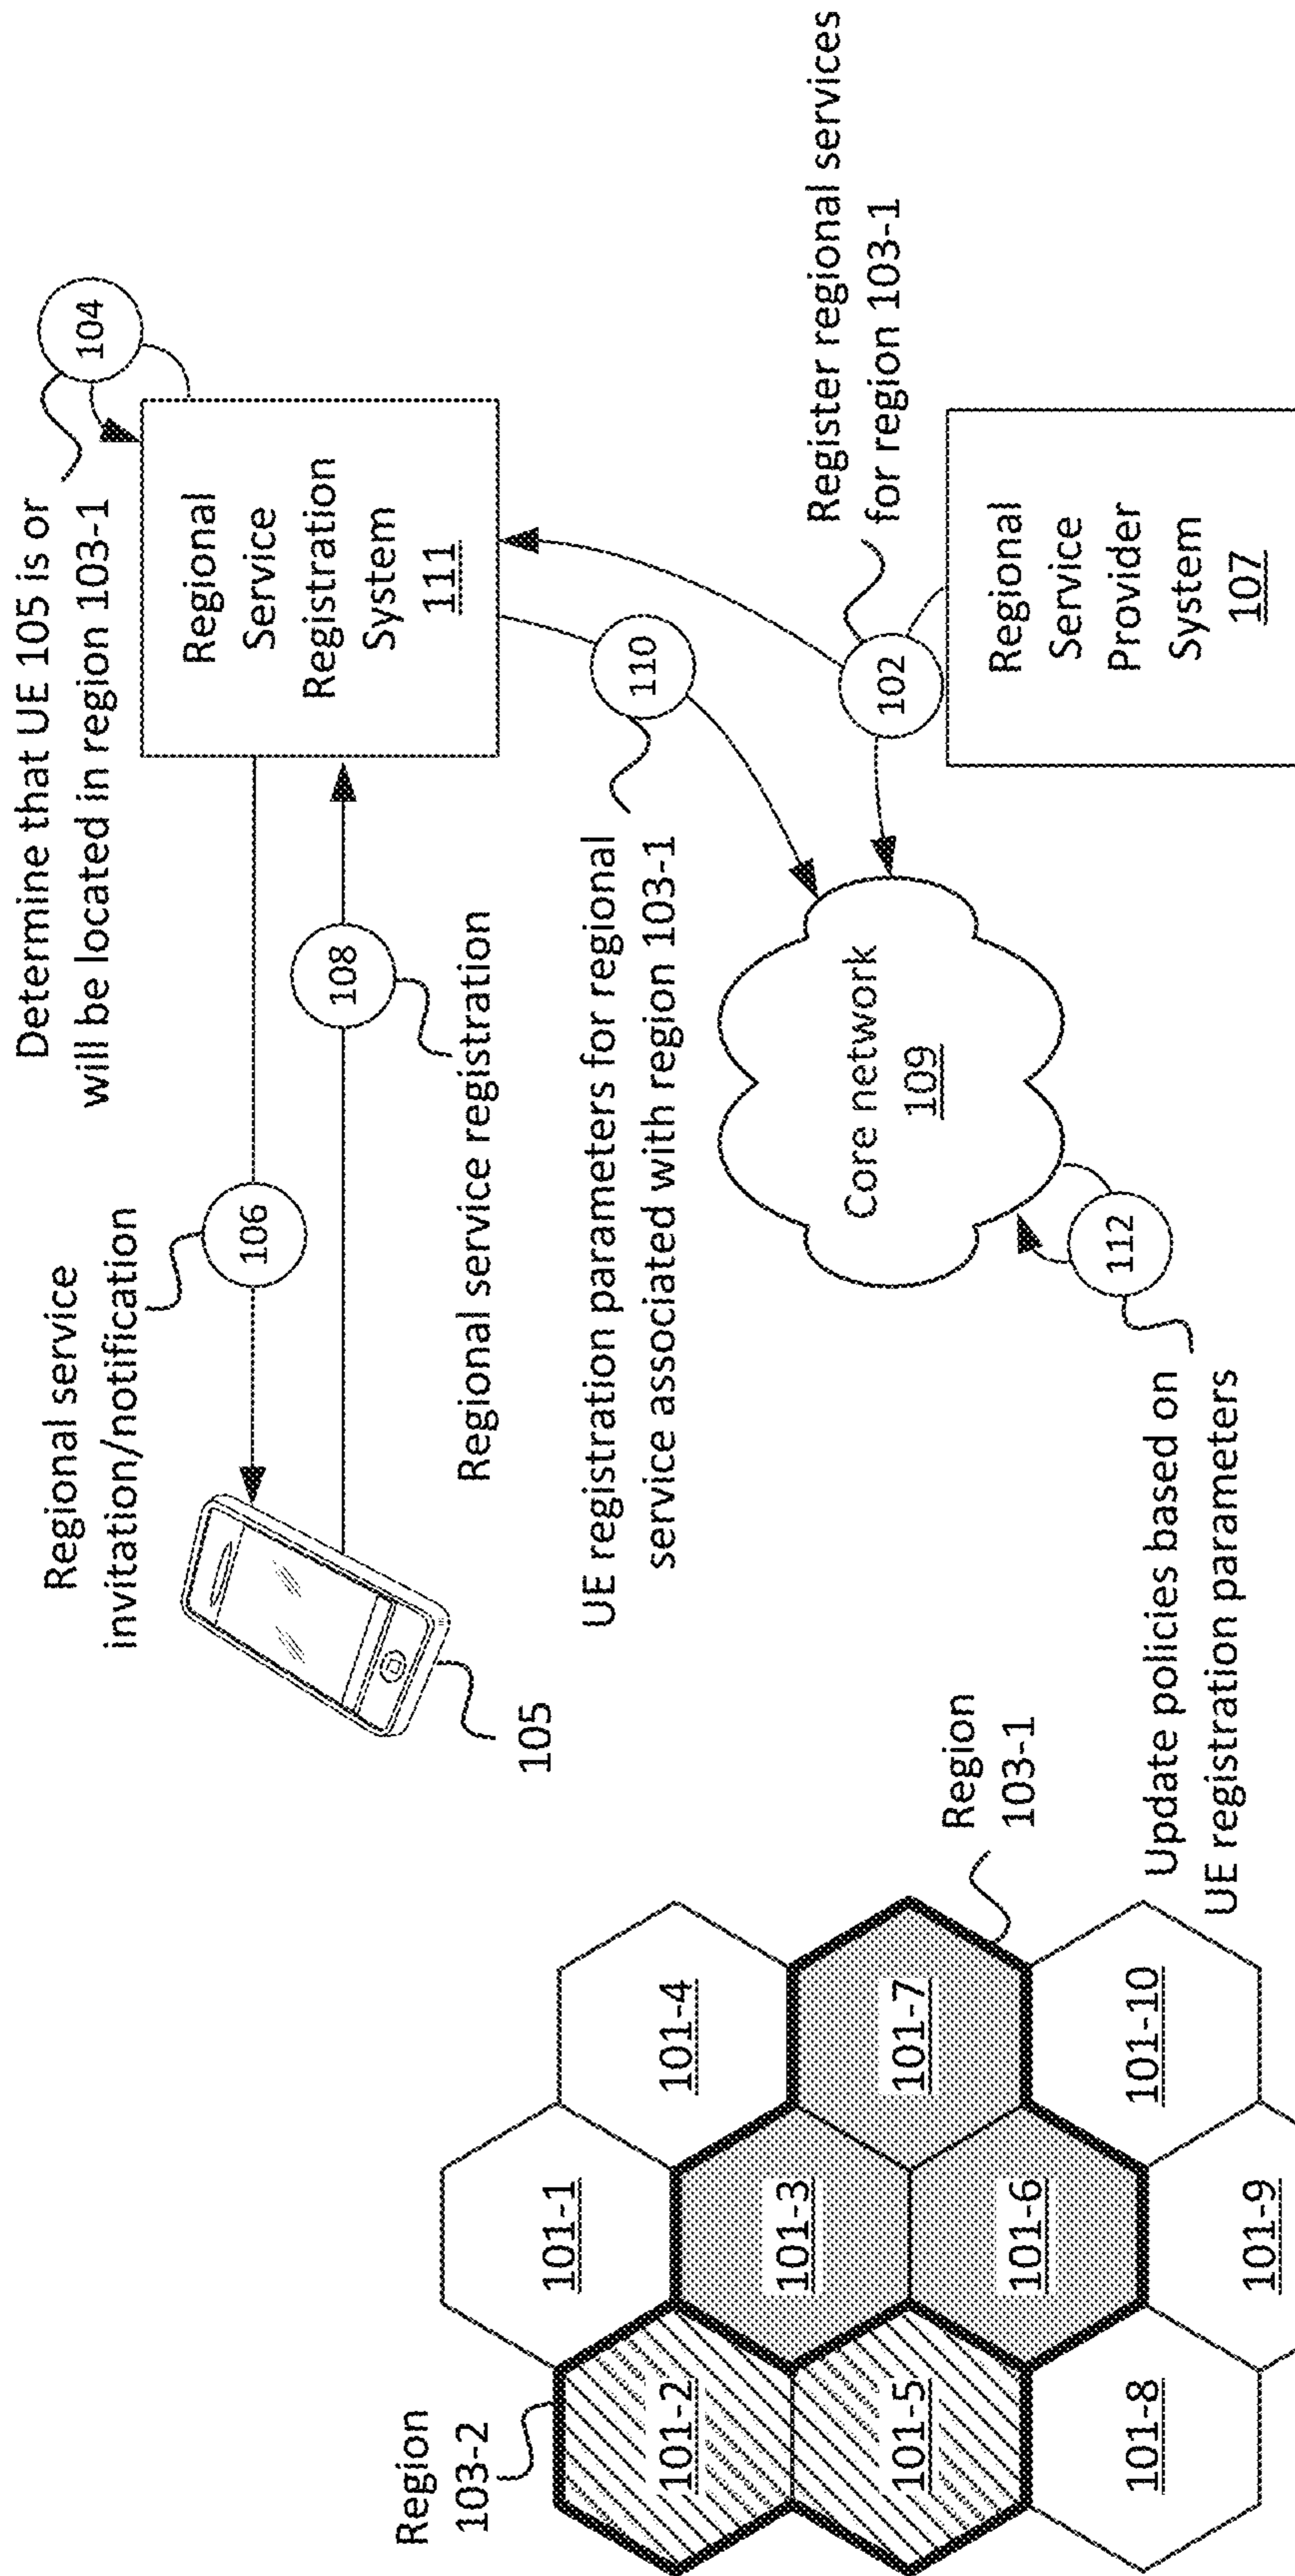 Region
103-2
101-1
101-2
101-3
101-4
101-5
101-6
101-7
101-8
101-9
101-10
Region
103-1
105
Regional service
invitation/notification
106
108
Regional service registration
Determine that UE 105 is or
will be located in region 103-1
104
Regional
Service
Registration
System
111
UE registration parameters for regional
service associated with region 103-1
110
Core network
109
112
Update policies based on
UE registration parameters
Register regional services
for region 103-1
102
Regional
Service
Provider
System
107